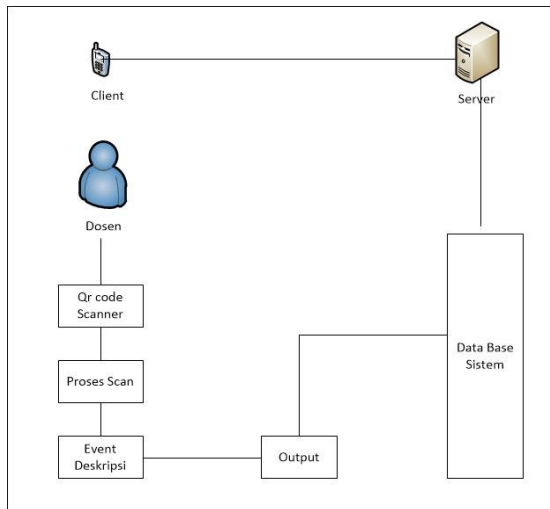 Client
Server
Dosen
Qr code
Scanner
Proses Scan
Event
Deskripsi
Output
Data Base
Sistem